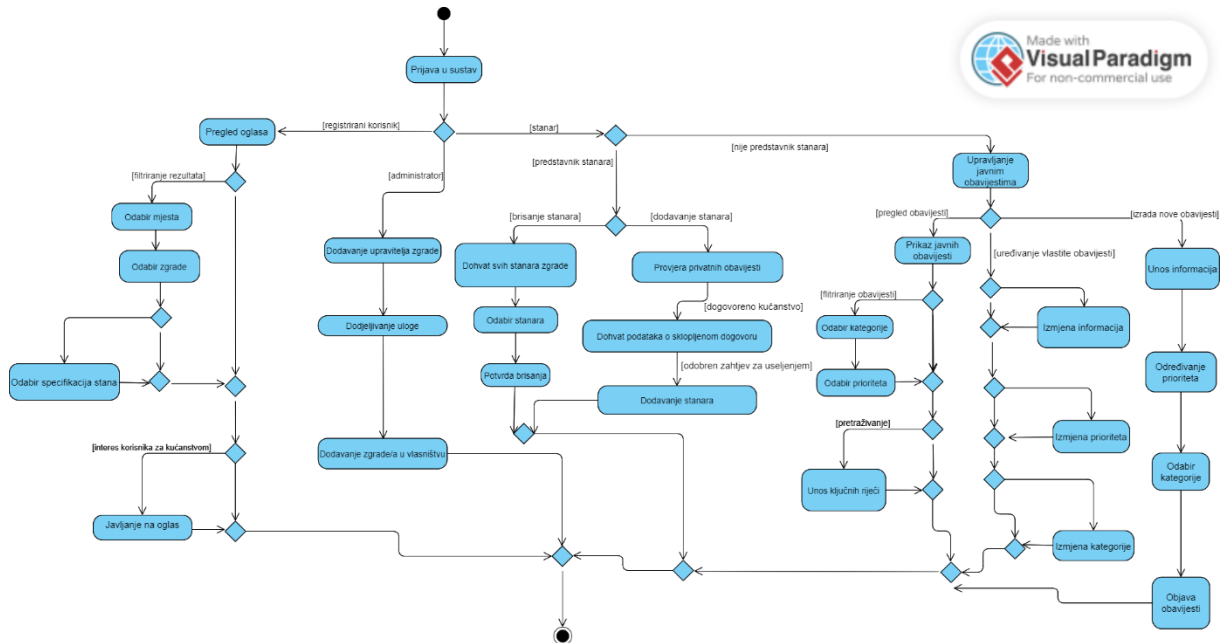 Made with
VisualParadigm
For non-commercial use
Prijava u sustav
[registrirani korisnik]
[stanar]
Pregled oglasa
[nije predstavnik stanara]
[predstavnik stanara]
Upravljanje
javnim
obavijestima
[filtriranje rezultata]
[administrator]
Odabir mjesta
[brisanje stanara]
[dodavanje stanara]
[pregled obavijesti]
[izrada nove obavijesti]
Odabir zgrade
Dodavanje upravitelja zgrade
Dohvat svih stanara zgrade
Provjera privatnih obavijesti
Prikaz javnih
obavijesti
[uređivanje vlastite obavijesti]
Unos informacija
[dogovoreno kučanstvo]
[flitriranje obavijesti]
Dodjeljivanje uloge
Odabir stanara
Dohvat podataka o sklopljenom dogovoru
Odabir kategorije
Izmjena informacija
[odobren zahtjev za useljenjem]
Odabir specifikacija stana
Potvrda brisanja
Odabir prioriteta
Određivanje
prioriteta
Dodavanje stanara
[pretraživanje]
Izmjena prioriteta
[interes korisnika za kućanstvom]
Dodavanje zgrade/a u vlasništvu
Odabir
kategorije
Unos ključnih riječi
Javljanje na oglas
Izmjena kategorije
Objava
obavijesti